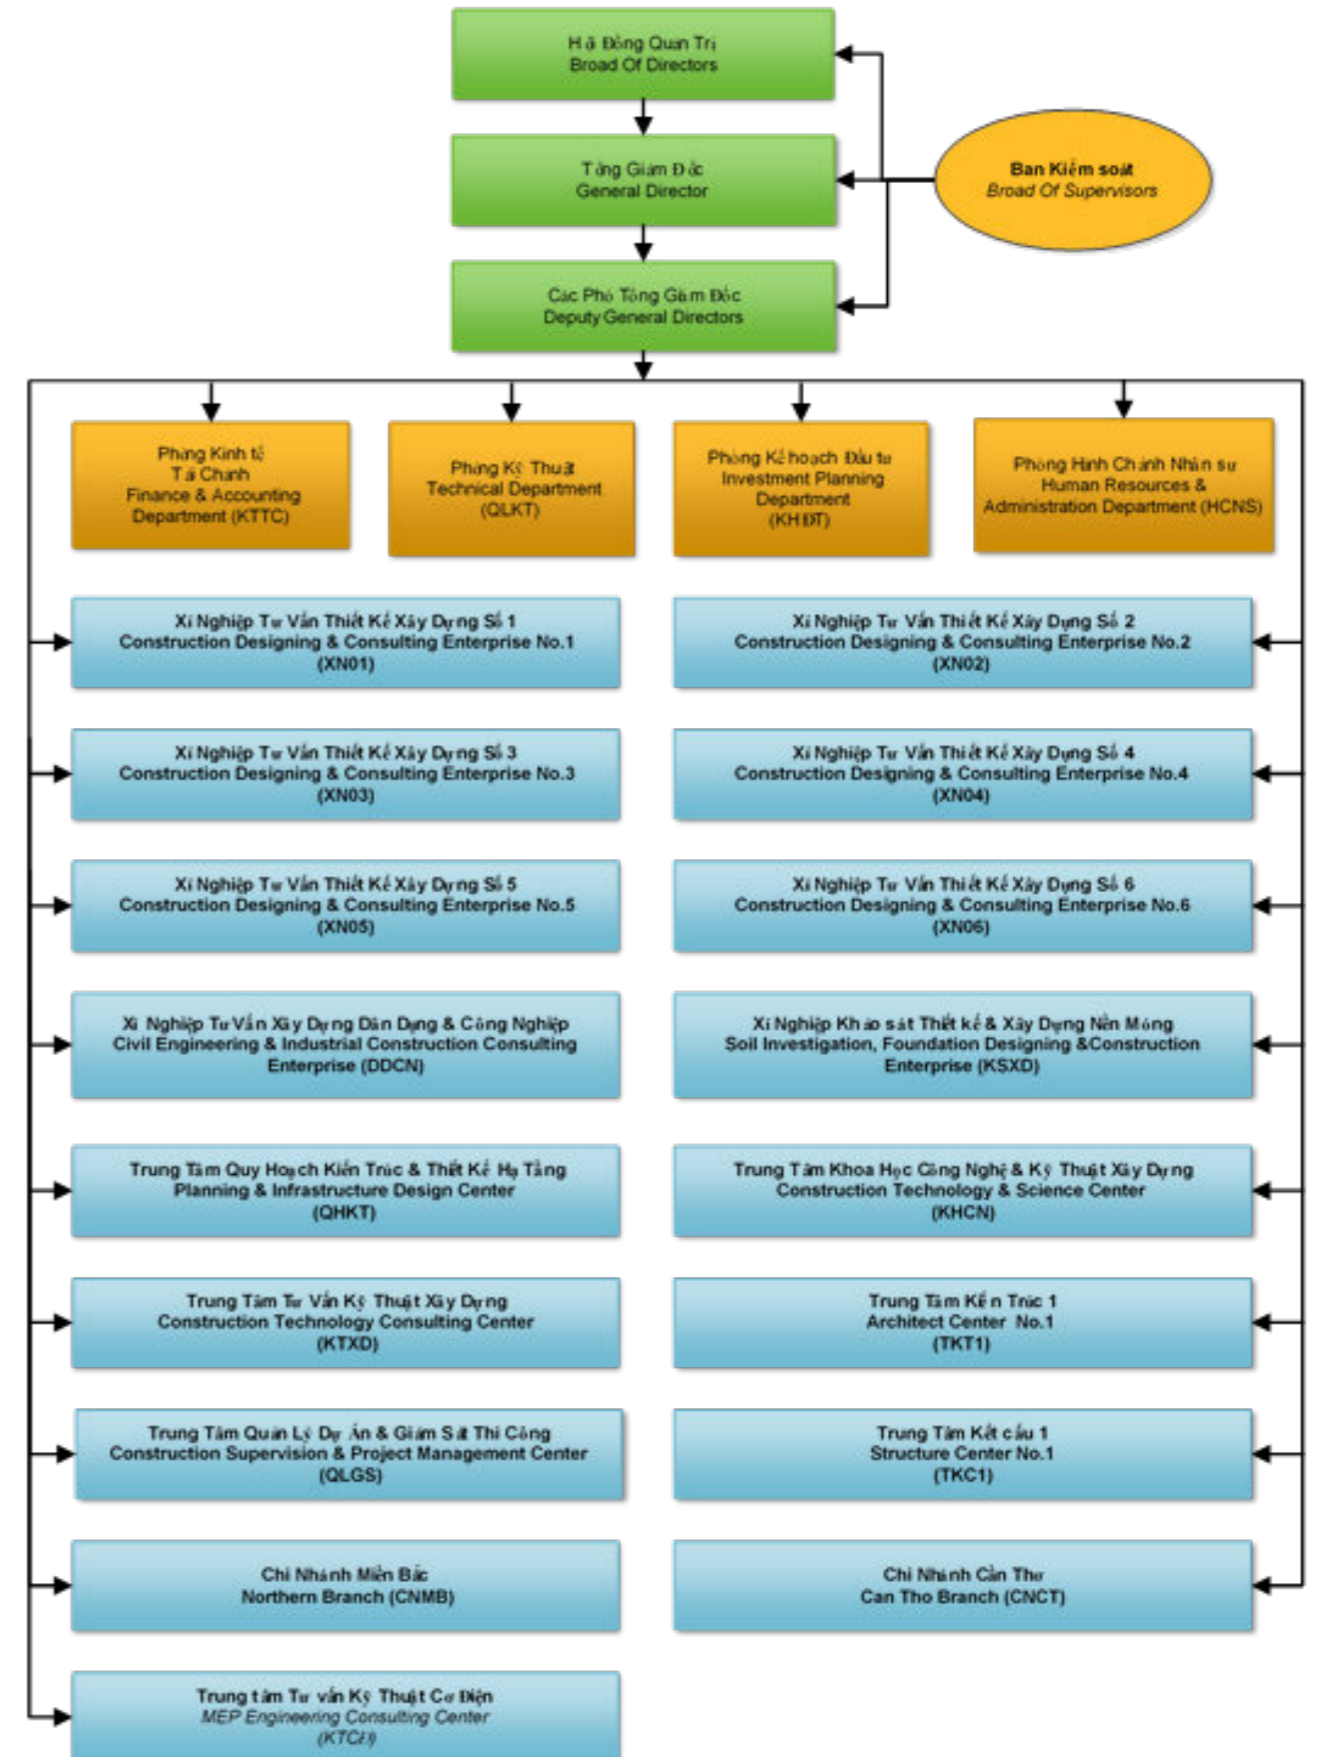 Hội Đồng Quản Trị
Broad Of Directors
Tổng Giám Đốc
General Director
Ban Kiểm soát
Broad Of Supervisors
Các Phó Tổng Giám Đốc
Deputy General Directors
Phòng Kinh tế
Tài Chánh
Finance & Accounting
Department (KTTC)
Phòng Kỹ Thuật
Technical Department
(QLKT)
Phòng Kế hoạch Đầu tư
Investment Planning
Department
(KHĐT)
Phòng Hành Chánh Nhân sự
Human Resources &
Administration Department (HCNS)
Xí Nghiệp Tư Vấn Thiết Kế Xây Dựng Số 1
Construction Designing & Consulting Enterprise No.1
(XN01)
Xí Nghiệp Tư Vấn Thiết Kế Xây Dựng Số 2
Construction Designing & Consulting Enterprise No.2
(XN02)
Xí Nghiệp Tư Vấn Thiết Kế Xây Dựng Số 3
Construction Designing & Consulting Enterprise No.3
(XN03)
Xí Nghiệp Tư Vấn Thiết Kế Xây Dựng Số 4
Construction Designing & Consulting Enterprise No.4
(XN04)
Xí Nghiệp Tư Vấn Thiết Kế Xây Dựng Số 5
Construction Designing & Consulting Enterprise No.5
(XN05)
Xí Nghiệp Tư Vấn Thiết Kế Xây Dựng Số 6
Construction Designing & Consulting Enterprise No.6
(XN06)
Xí Nghiệp Tư Vấn Xây Dựng Dân Dụng & Công Nghiệp
Civil Engineering & Industrial Construction Consulting
Enterprise (DDCN)
Xí Nghiệp Khảo sát Thiết kế & Xây Dựng Nền Móng
Soil Investigation, Foundation Designing &Construction
Enterprise (KSXD)
Trung Tâm Quy Hoạch Kiến Trúc & Thiết Kế Hạ Tầng
Planning & Infrastructure Design Center
(QHKT)
Trung Tâm Khoa Học Công Nghệ & Kỹ Thuật Xây Dựng
Construction Technology & Science Center
(KHCN)
Trung Tâm Tư Vấn Kỹ Thuật Xây Dựng
Construction Technology Consulting Center
(KTXD)
Trung Tâm Kiến Trúc 1
Architect Center No.1
(TKT1)
Trung Tâm Quản Lý Dự Án & Giám Sát Thi Công
Construction Supervision & Project Management Center
(QLGS)
Trung Tâm Kết cấu 1
Structure Center No.1
(TKC1)
Chi Nhánh Miền Bắc
Northern Branch (CNMB)
Chi Nhánh Cần Thơ
Can Tho Branch (CNCT)
Trung tâm Tư vấn Kỹ Thuật Cơ Điện
MEP Engineering Consulting Center
(KTCĐ)